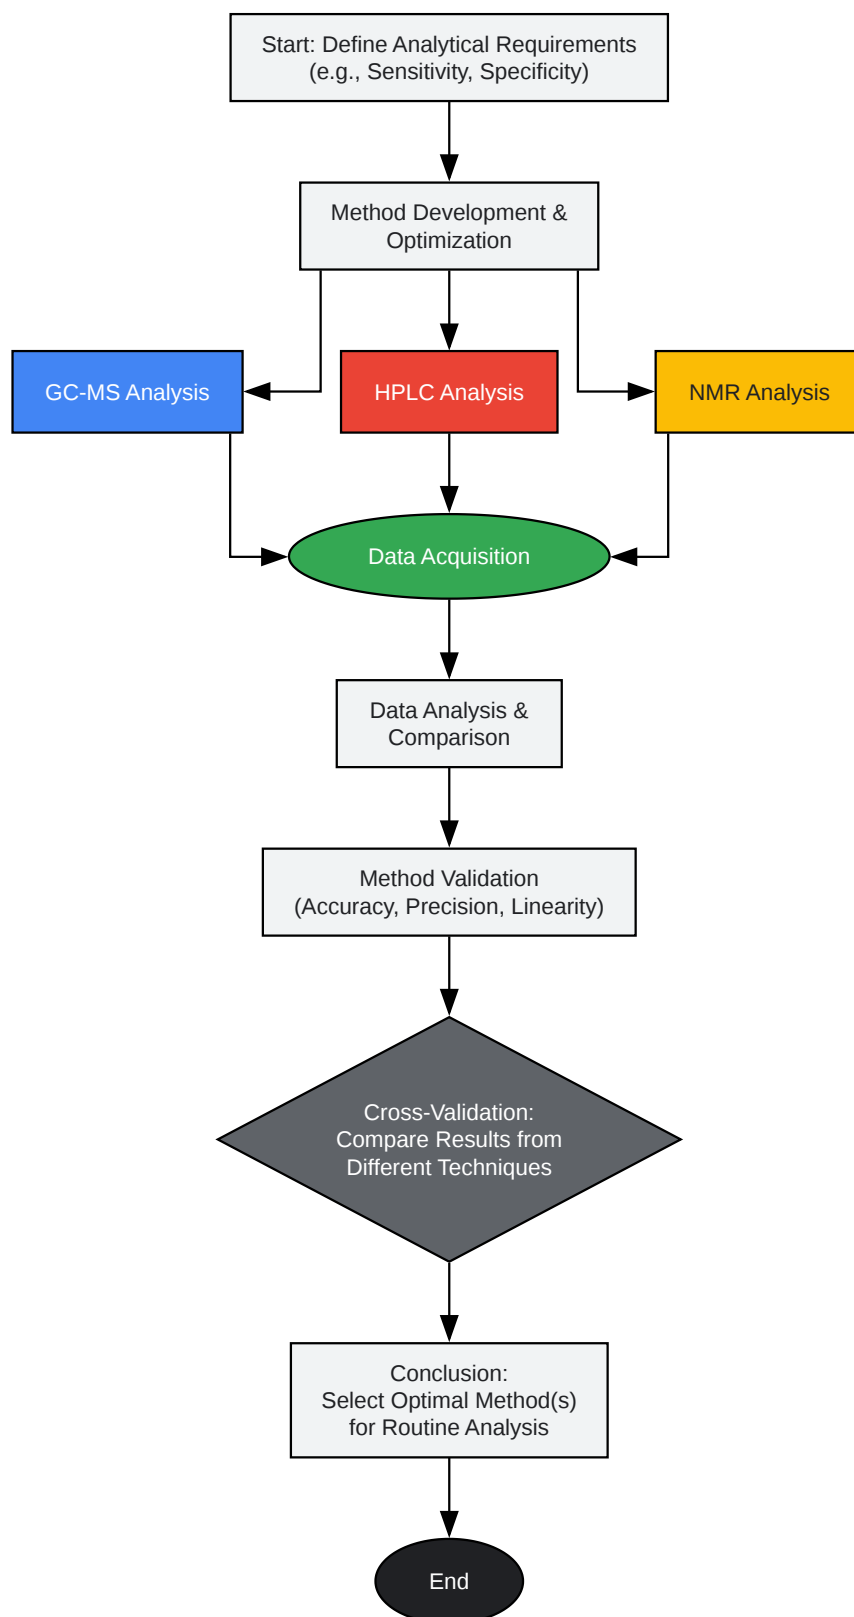 Start: Define Analytical Requirements
(e.g., Sensitivity, Specificity)
Method Development &
Optimization
GC-MS Analysis
HPLC Analysis
NMR Analysis
Data Acquisition
Data Analysis &
Comparison
Method Validation
(Accuracy, Precision, Linearity)
Cross-Validation:
Compare Results from
Different Techniques
Conclusion:
Select Optimal Method(s)
for Routine Analysis
End